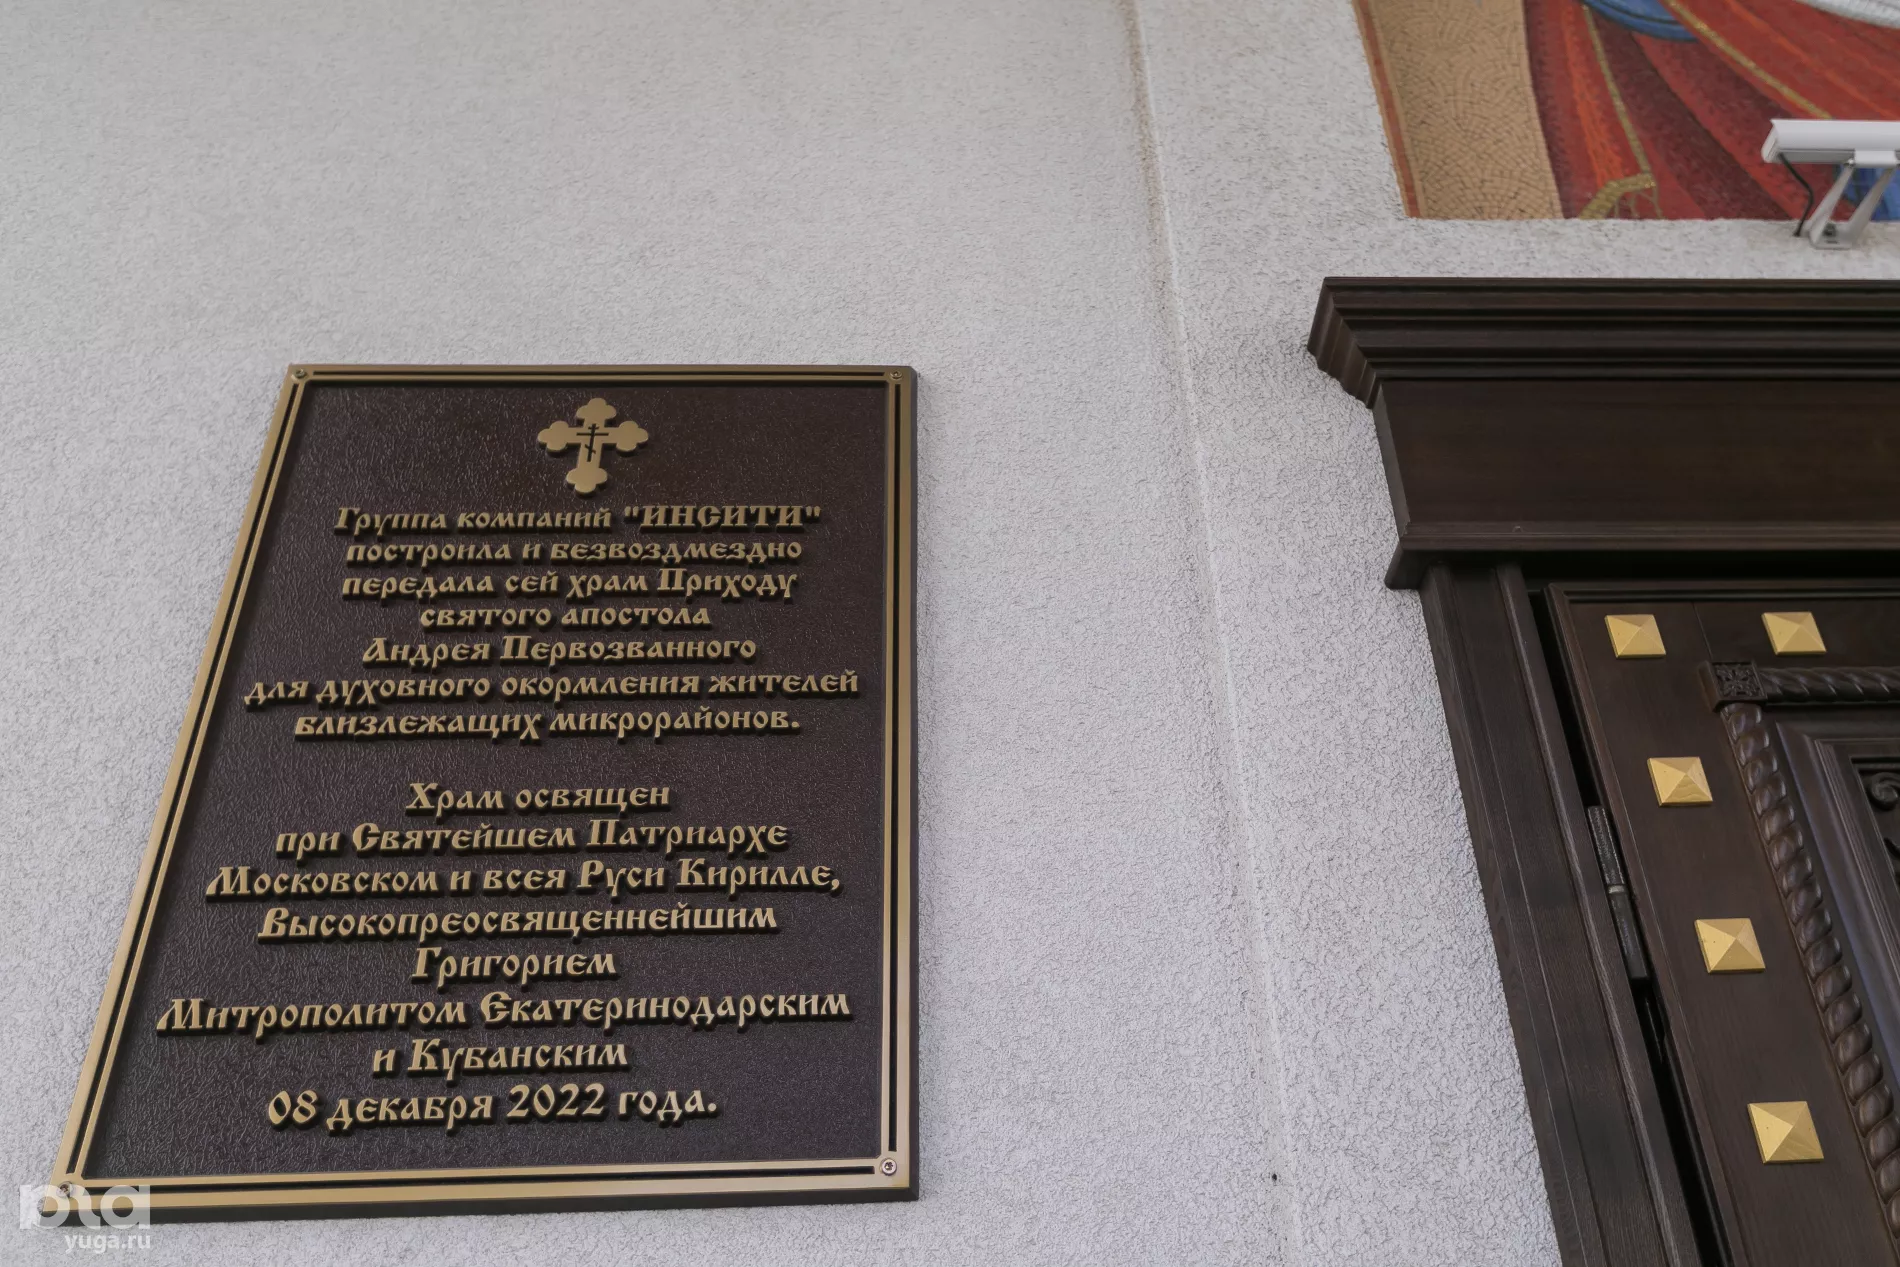 Группа компаний "ИНСИТИ"
построила и безвоздмездно
передала сей храм Приходу
святого апостола
Андрея Первозванного
для духовного окормления жителей
близлежащих микрорайонов.
Храм освящен
при Святейшем Патриархе
Московском и всея Руси Кирилле,
Высокопреосвященнейшим
Григорием
Митрополитом Екатеринодарским
и Кубанским
08 декабря 2022 года.
yuga.ru